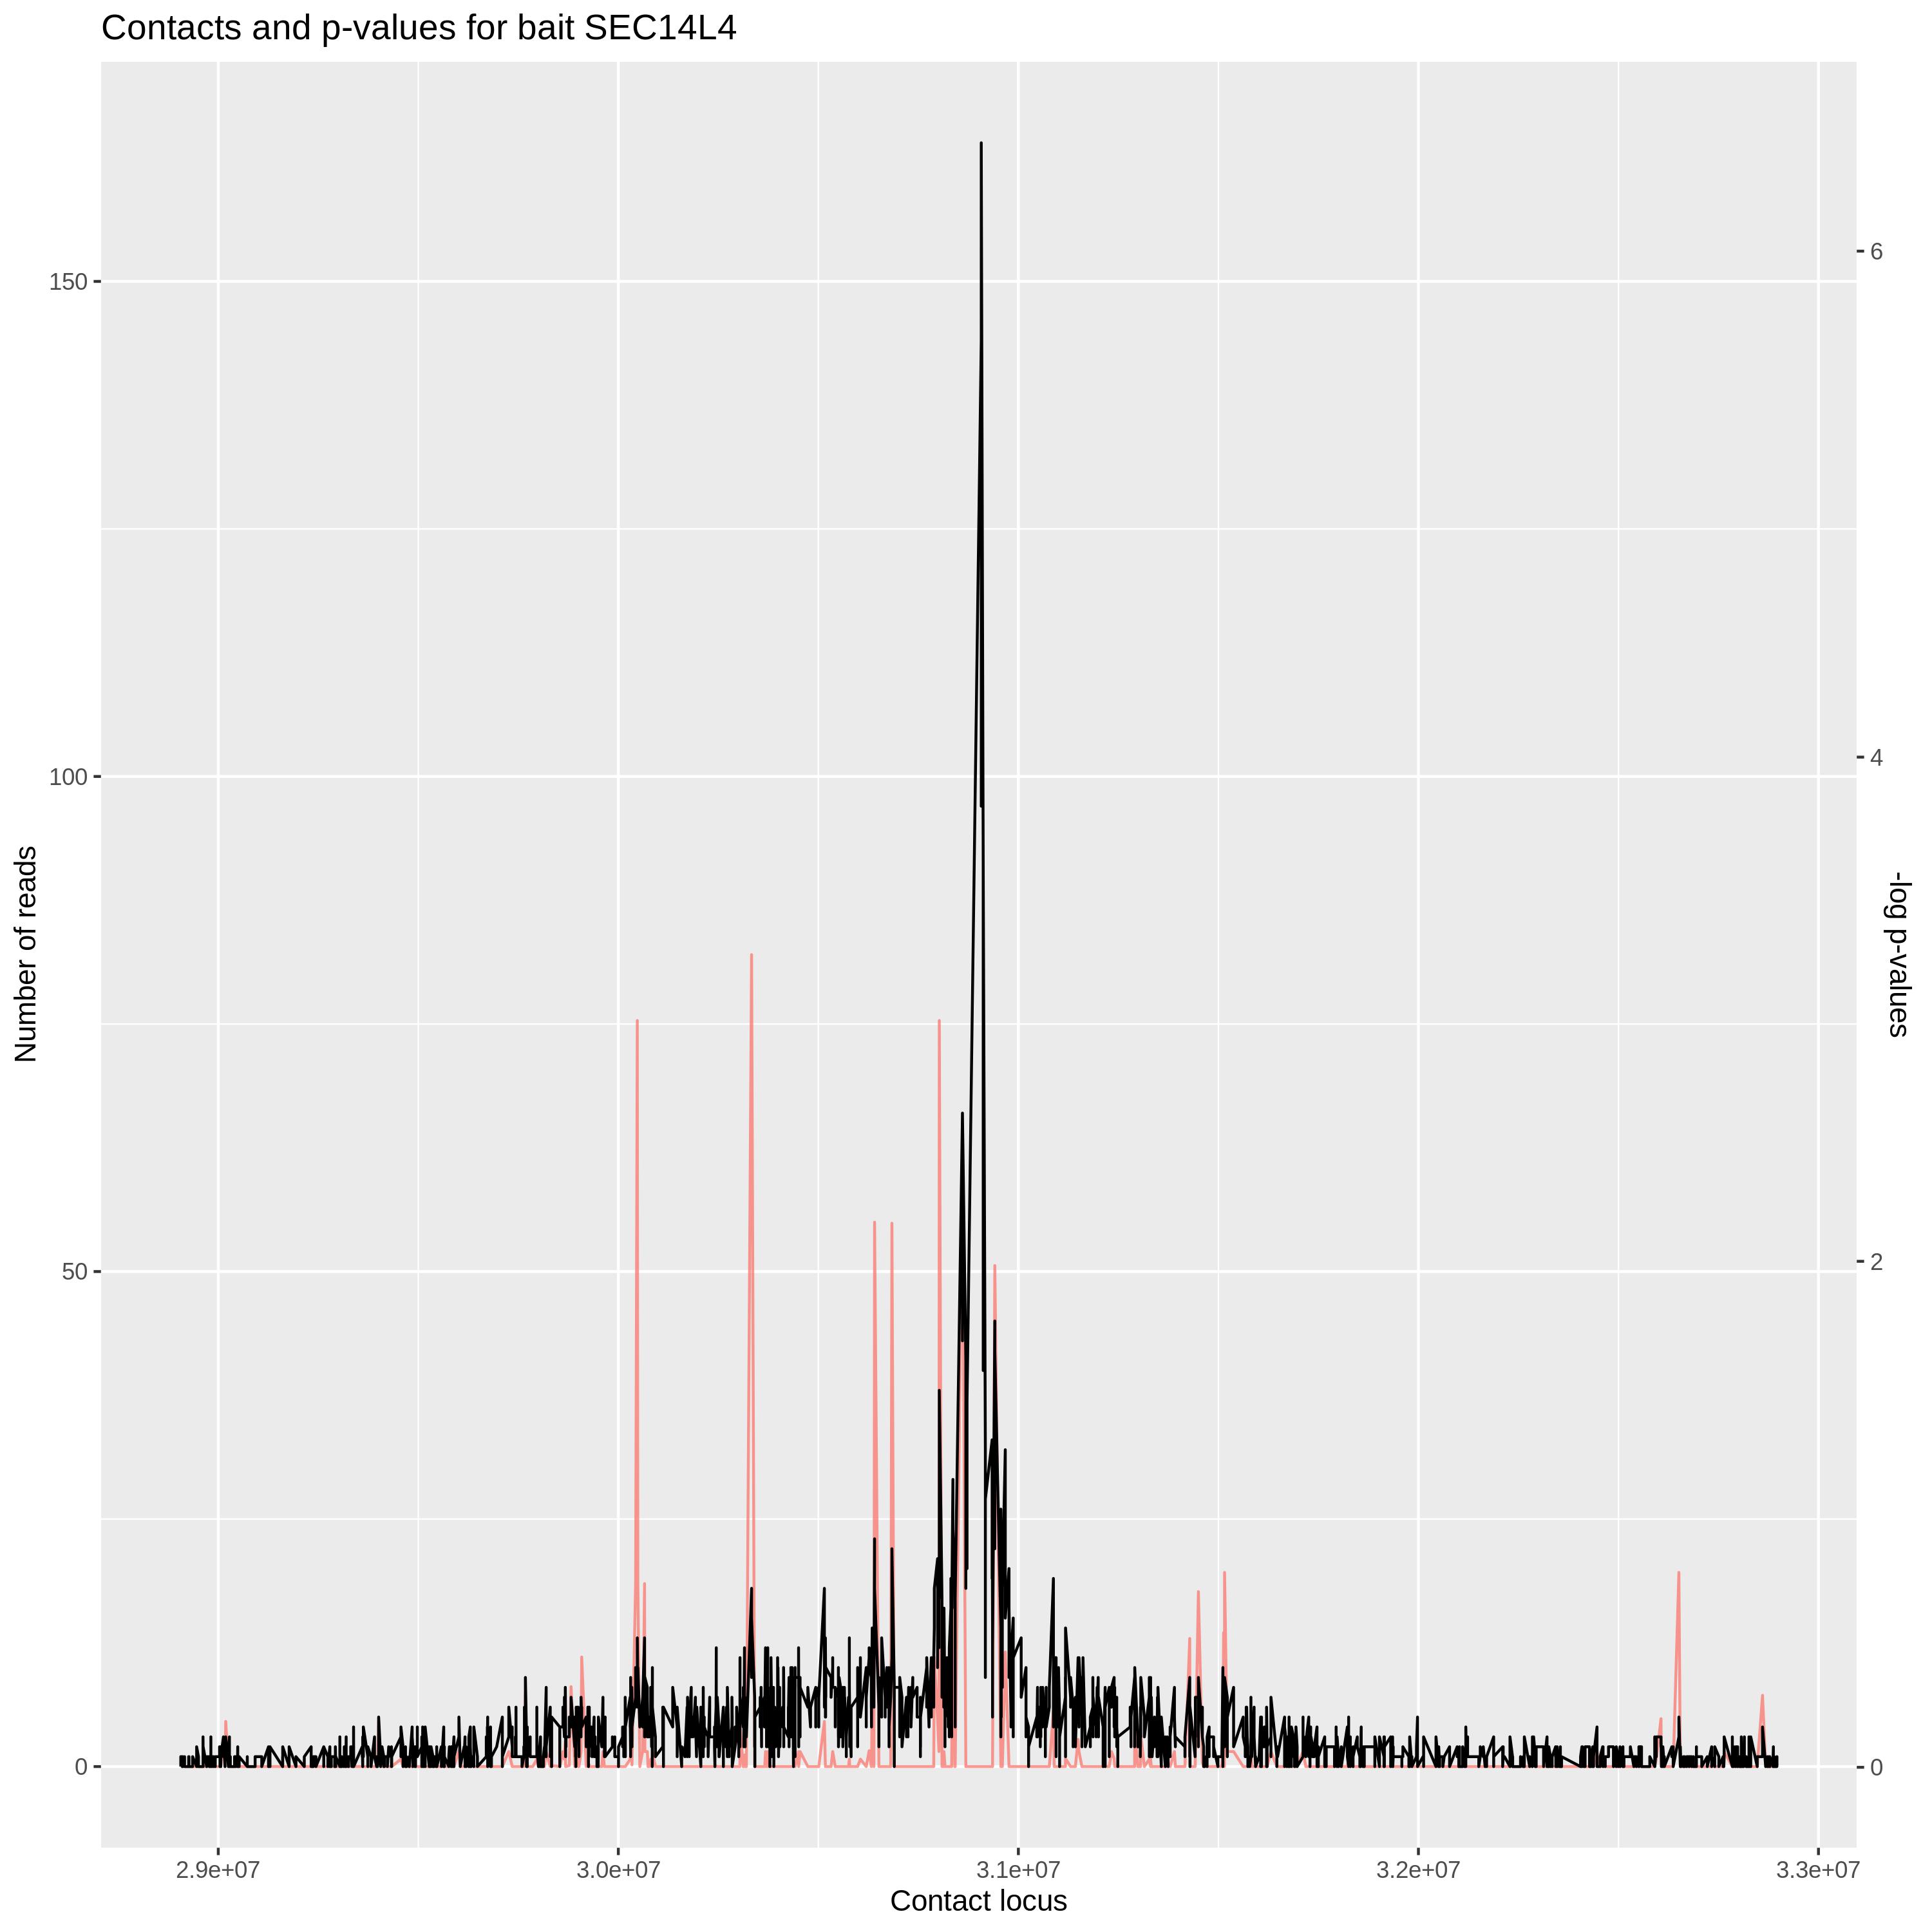 Contacts and p-values for bait SEC14L4
150
100
50
0
Number of reads
6
4
2
0
-log p-values
2.9e+07
3.0e+07
3.1e+07
3.2e+07
3.3e+07
Contact locus